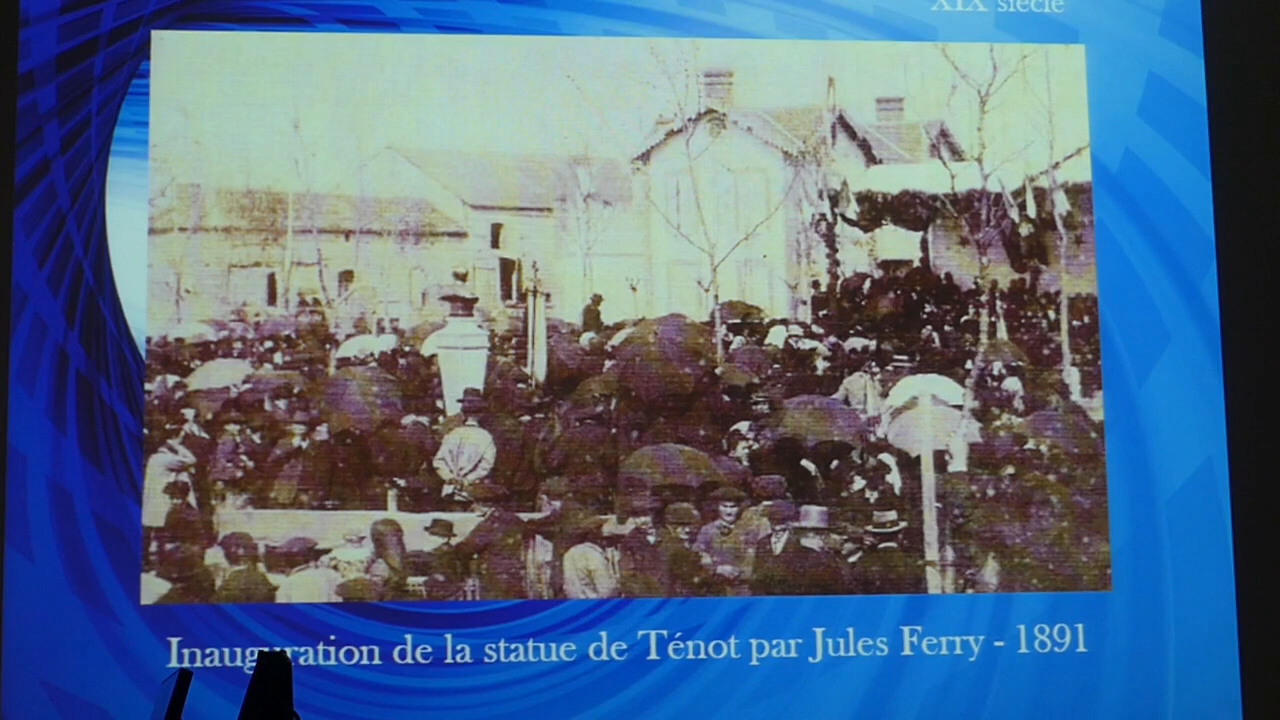 XIX siècle
Inauguration de la statue de Ténot par Jules Ferry - 1891